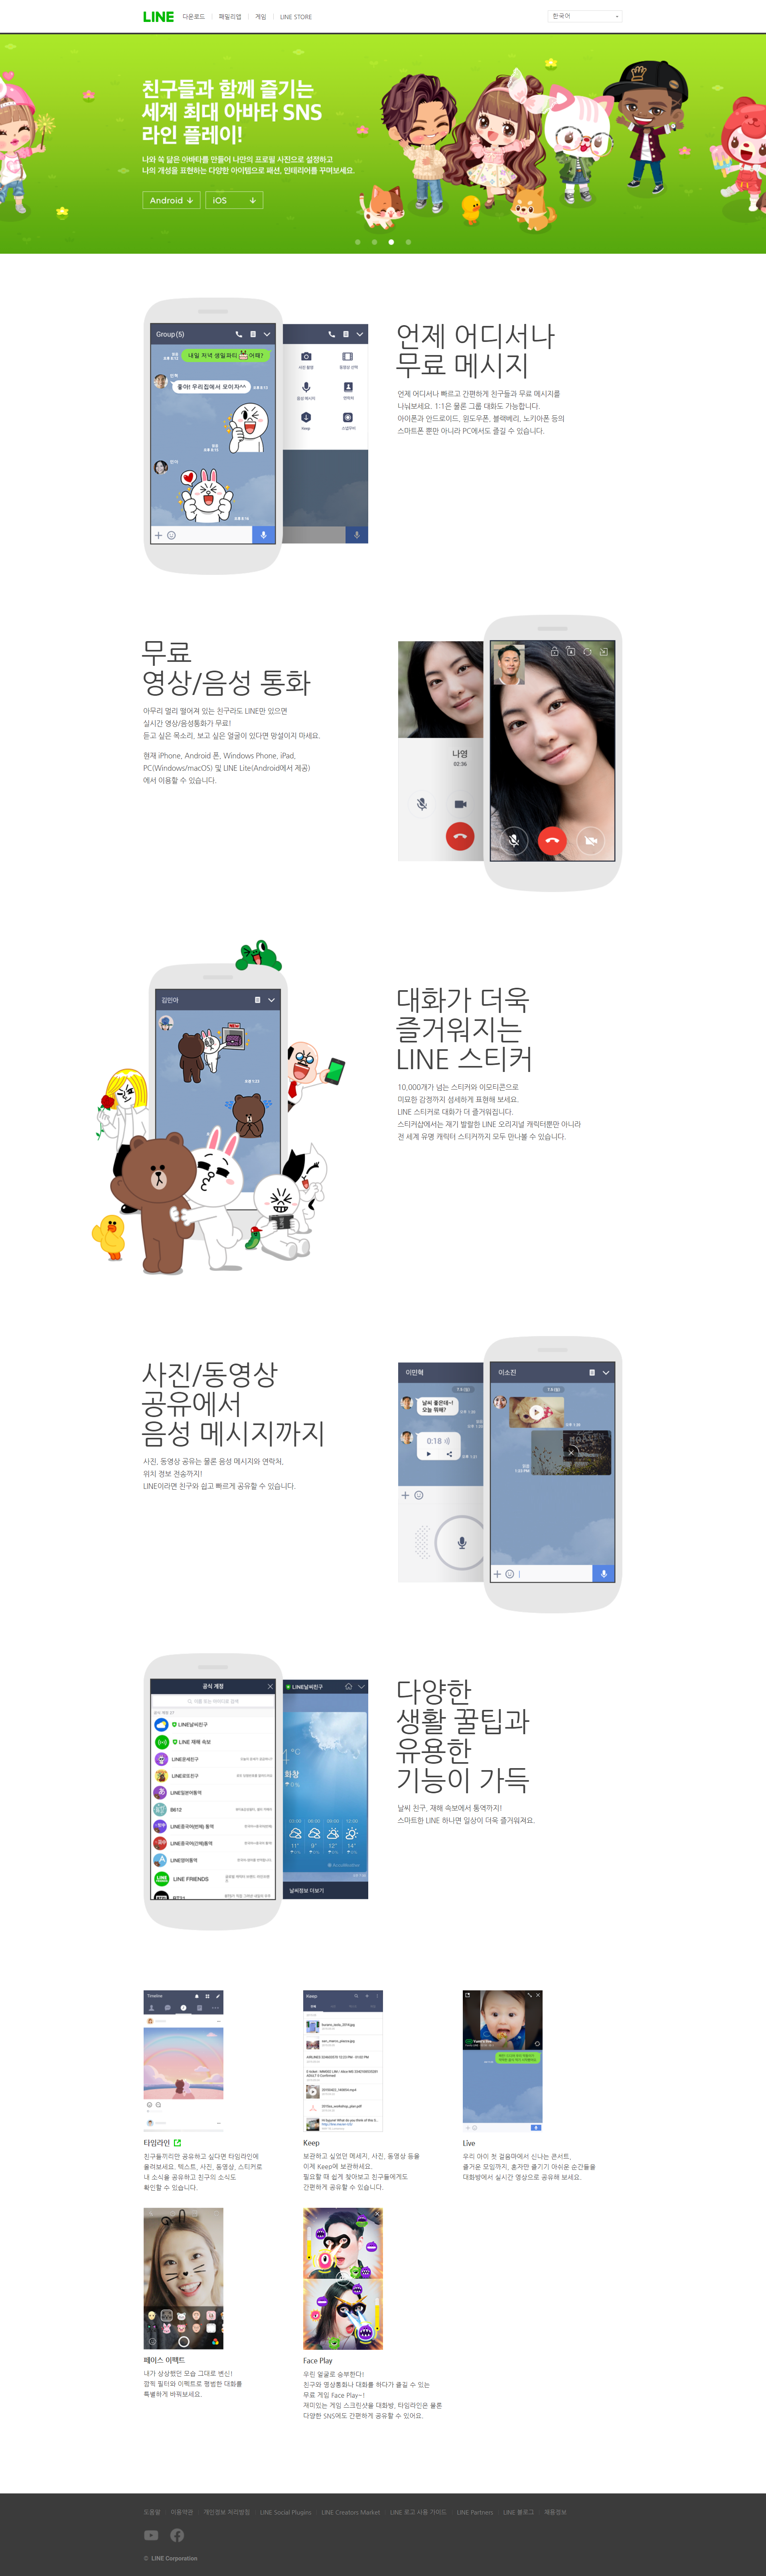 LINE
다운로드 패밀리앱 게임 LINE STORE
한국어
친구들과 함께 즐기는
세계 최대 아바타 SNS
라인 플레이!
나와 쏙 닮은 아바타를 만들어 나만의 프로필 사진으로 설정하고
나의 개성을 표현하는 다양한 아이템으로 패션, 인테리어를 꾸며보세요.
Android iOS
Group(5)
내일 저녁 생일파티 어때?
좋아! 우리집에서 모이자^^
Keep
언제 어디서나
무료 메시지
언제 어디서나 빠르고 간편하게 친구들과 무료 메시지를
나눠보세요. 1:1은 물론 그룹 대화도 가능합니다.
아이폰과 안드로이드, 윈도우폰, 블랙베리, 노키아폰 등의
스마트폰 뿐만 아니라 PC에서도 즐길 수 있습니다.
무료
영상/음성 통화
아무리 멀리 떨어져 있는 친구라도 LINE만 있으면
실시간 영상/음성통화가 무료!
듣고 싶은 목소리, 보고 싶은 얼굴이 있다면 망설이지 마세요.
현재 iPhone, Android 폰, Windows Phone, iPad,
PC(Windows/macOS) 및 LINE Lite(Android에서 제공)
에서 이용할 수 있습니다.
나영
02:36
김민아
대화가 더욱
즐거워지는
LINE 스티커
10,000개가 넘는 스티커와 이모티콘으로
미묘한 감정까지 섬세하게 표현해 보세요.
LINE 스티커로 대화가 더 즐거워집니다.
스티커샵에서는 재기 발랄한 LINE 오리지널 캐릭터뿐만 아니라
전 세계 유명 캐릭터 스티커까지 모두 만나볼 수 있습니다.
사진/동영상
공유에서
음성 메시지까지
사진, 동영상 공유는 물론 음성 메시지와 연락처,
위치 정보 전송까지!
LINE이라면 친구와 쉽고 빠르게 공유할 수 있습니다.
이민혁
날씨 좋은데~!
오늘 뭐해?
0:18
이소진
공식 계정
LINE날씨친구
LINE 재해 속보
LINE운세친구
LINE로또친구
LINE일본어통역
B612
LINE중국어(번체)통역
LINE중국어(간체)통역
LINE영어통역
LINE FRIENDS
BT21
LINE날씨친구
화창
11° 9° 12° 14°
날씨정보 더보기
다양한
생활 꿀팁과
유용한
기능이 가득
날씨 친구, 재해 속보에서 통역까지!
스마트한 LINE 하나면 일상이 더욱 즐거워져요.
Timeline
Keep
타임라인
친구들끼리만 공유하고 싶다면 타임라인에
올려보세요. 텍스트, 사진, 동영상, 스티커로
내 소식을 공유하고 친구의 소식도
확인할 수 있습니다.
Keep
보관하고 싶었던 메세지, 사진, 동영상 등을
이제 Keep에 보관하세요.
필요할 때 쉽게 찾아보고 친구들에게도
간편하게 공유할 수 있습니다.
Live
우리 아이 첫 걸음마에서 신나는 콘서트,
즐거운 모임까지, 혼자만 즐기기 아쉬운 순간들을
대화방에서 실시간 영상으로 공유해 보세요.
페이스 이펙트
내가 상상했던 모습 그대로 변신!
깜찍 필터와 이펙트로 평범한 대화를
특별하게 바꿔보세요.
Face Play
우린 얼굴로 승부한다!
친구와 영상통화나 대화를 하다가 즐길 수 있는
무료 게임 Face Play~!
재미있는 게임 스크린샷을 대화방, 타임라인은 물론
다양한 SNS에도 간편하게 공유할 수 있어요.
도움말 이용약관 개인정보 처리방침 LINE Social Plugins LINE Creators Market LINE 로고 사용 가이드 LINE Partners LINE 블로그 채용정보
© LINE Corporation